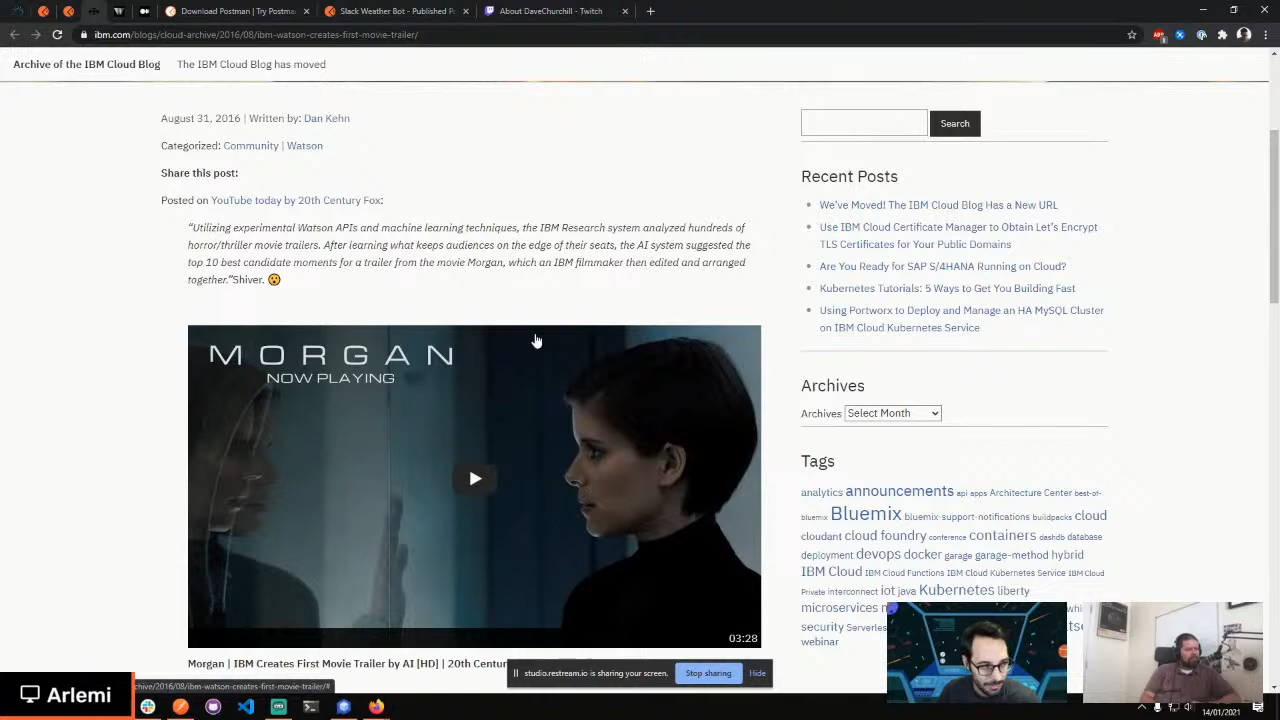 Download Postman | Try Postma
Slack Weather Bot - Published Po
About DaveChurchill - Twitch
ibm.com/blogs/cloud-archive/2016/08/ibm-watson-creates-first-movie-trailer/
Archive of the IBM Cloud Blog
The IBM Cloud Blog has moved
August 31, 2016 | Written by: Dan Kehn
Categorized: Community | Watson
Share this post:
Posted on YouTube today by 20th Century Fox:
“Utilizing experimental Watson APIs and machine learning techniques, the IBM Research system analyzed hundreds of
horror/thriller movie trailers. After learning what keeps audiences on the edge of their seats, the AI system suggested the
top 10 best candidate moments for a trailer from the movie Morgan, which an IBM filmmaker then edited and arranged
together.”Shiver. 😮
MORGAN
NOW PLAYING
03:28
Morgan | IBM Creates First Movie Trailer by AI [HD] | 20th Centur
Search
Recent Posts
We’ve Moved! The IBM Cloud Blog Has a New URL
Use IBM Cloud Certificate Manager to Obtain Let’s Encrypt
TLS Certificates for Your Public Domains
Are You Ready for SAP S/4HANA Running on Cloud?
Kubernetes Tutorials: 5 Ways to Get You Building Fast
Using Portworx to Deploy and Manage an HA MySQL Cluster
on IBM Cloud Kubernetes Service
Archives
Archives Select Month
Tags
analytics announcements api apps Architecture Center best-of-
bluemix Bluemix bluemix-support-notifications buildpacks cloud
cloudant cloud foundry conference containers dashdb database
deployment devops docker garage garage-method hybrid
IBM Cloud IBM Cloud Functions IBM Cloud Kubernetes Service IBM Cloud
Private interconnect iot java Kubernetes liberty
microservices
security Serverles
webinar
studio.restream.io is sharing your screen.
Stop sharing
Hide
rchive/2016/08/ibm-watson-creates-first-movie-trailer/#
Arlemi
14/01/2021